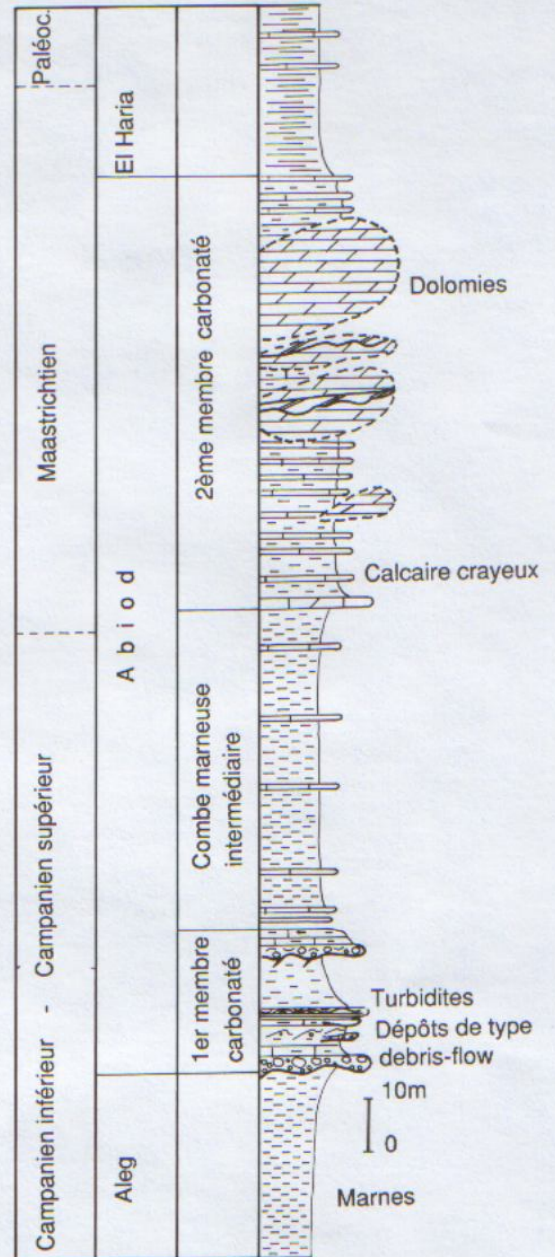 Paléoc.
Maastrichtien
Campanien inférieur - Campanien supérieur
El Haria
Abiod
Aleg
2ème membre carbonaté
Combe marneuse
intermédiaire
1er membre
carbonaté
Dolomies
Calcaire crayeux
Turbidites
Dépôts de type
debris-flow
10m
0
Marnes